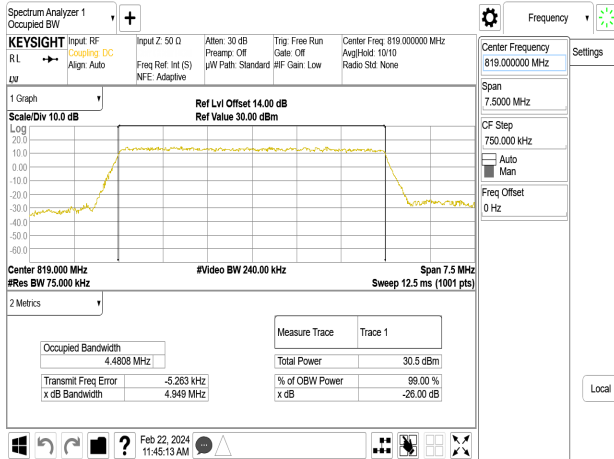 Spectrum Analyzer 1
Occupied BW
Frequency
KEYSIGHT
RL
Input: RF
Coupling: DC
Align: Auto
Input Z: 50 Ω
Freq Ref: Int (S)
NFE: Adaptive
Atten: 30 dB
Preamp: Off
µW Path: Standard
Trig: Free Run
Gate: Off
#IF Gain: Low
Center Freq: 819.000000 MHz
Avg|Hold: 10/10
Radio Std: None
Center Frequency
819.000000 MHz
Settings
Span
7.5000 MHz
CF Step
750.000 kHz
Auto
Man
Freq Offset
0 Hz
Local
1 Graph
Scale/Div 10.0 dB
Ref Lvl Offset 14.00 dB
Ref Value 30.00 dBm
Log
20.0
10.0
0.00
-10.0
-20.0
-30.0
-40.0
-50.0
-60.0
Center 819.000 MHz
#Video BW 240.00 kHz
Span 7.5 MHz
#Res BW 75.000 kHz
Sweep 12.5 ms (1001 pts)
2 Metrics
Measure Trace
Trace 1
Occupied Bandwidth
4.4808 MHz
Total Power
30.5 dBm
Transmit Freq Error
-5.263 kHz
% of OBW Power
99.00 %
x dB Bandwidth
4.949 MHz
x dB
-26.00 dB
Feb 22, 2024
11:45:13 AM